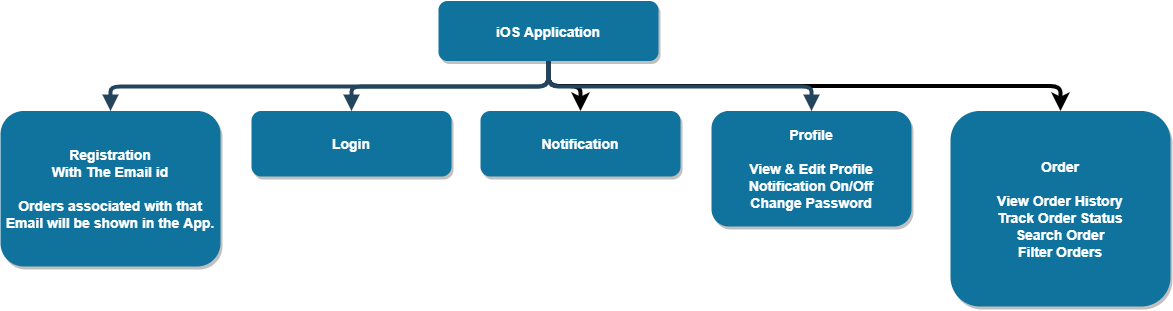 iOS Application
Registration
With The Email id
Orders associated with that
Email will be shown in the App.
Login
Notification
Profile
View & Edit Profile
Notification On/Off
Change Password
Order
View Order History
Track Order Status
Search Order
Filter Orders